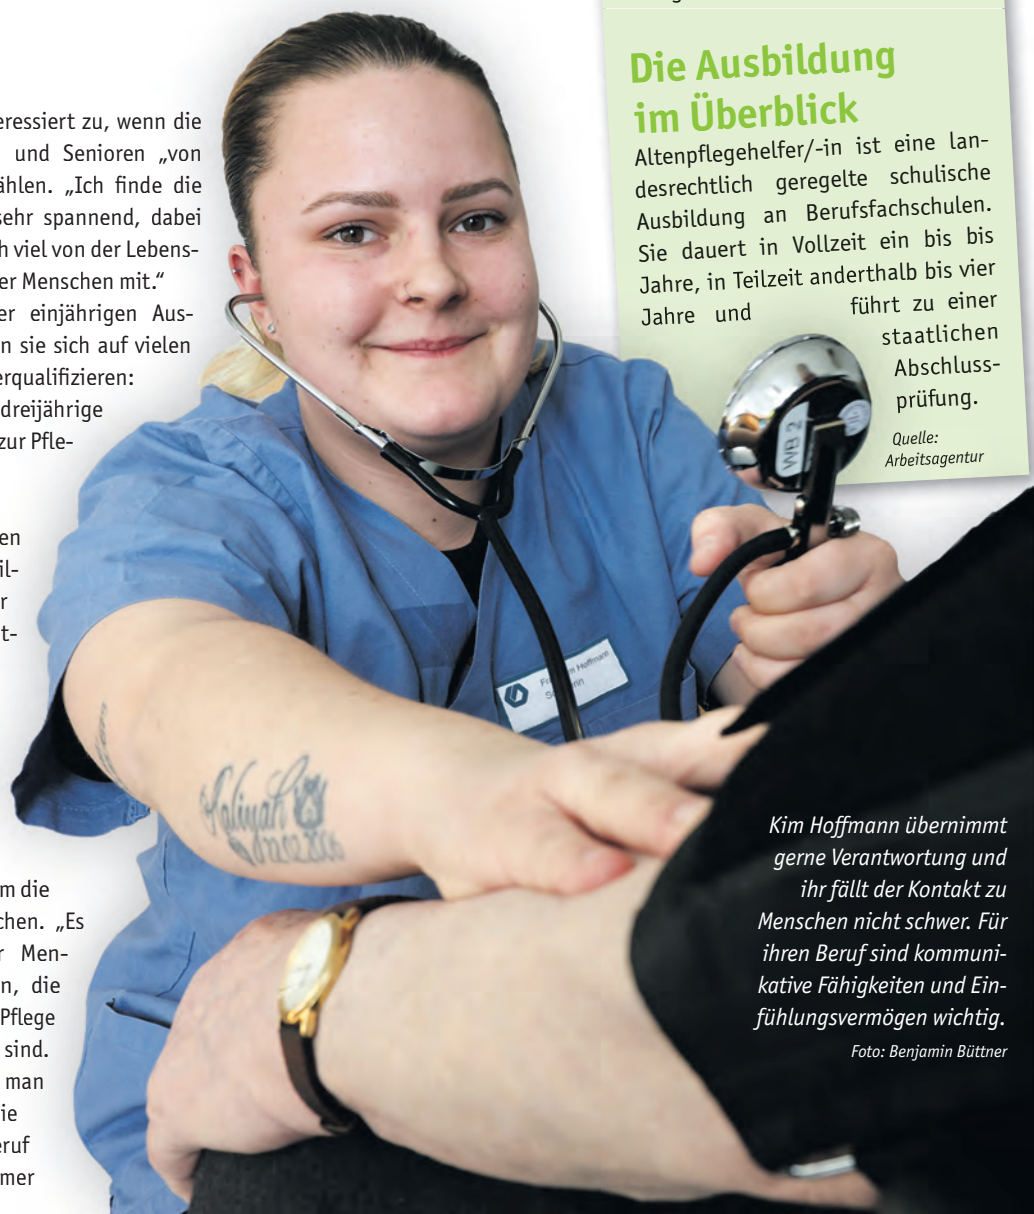 eressiert zu, wenn die
und Senioren „von
ählen. „Ich finde die
sehr spannend, dabei
h viel von der Lebens-
er Menschen mit.“
er einjährigen Aus-
n sie sich auf vielen
erqualifizieren:
dreijährige
zur Pfle-
en
il-
r
t-
m die
chen. „Es
r Men-
n, die
Pflege
sind.
man
ie
eruf
mer
Die Ausbildung
im Überblick
Altenpflegehelfer/-in ist eine lan-
desrechtlich geregelte schulische
Ausbildung an Berufsfachschulen.
Sie dauert in Vollzeit ein bis bis
Jahre, in Teilzeit anderthalb bis vier
Jahre und führt zu einer
staatlichen
Abschluss-
prüfung.
Quelle:
Arbeitsagentur
WB 2
Hoffmann
Aaliyah
Kim Hoffmann übernimmt
gerne Verantwortung und
ihr fällt der Kontakt zu
Menschen nicht schwer. Für
ihren Beruf sind kommuni-
kative Fähigkeiten und Ein-
fühlungsvermögen wichtig.
Foto: Benjamin Büttner